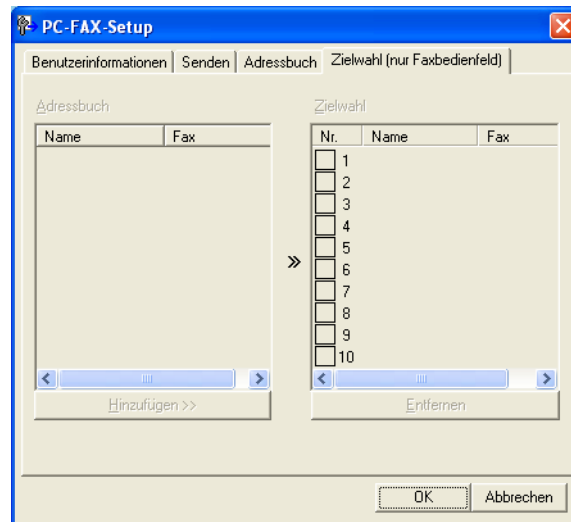 PC-FAX-Setup
Benutzerinformationen Senden Adressbuch Zielwahl (nur Faxbedienfeld)
Adressbuch Zielwahl
Name Fax Nr. Name Fax
1
2
3
4
5
»
6
7
8
9
10
Hinzufügen >> Entfernen
OK Abbrechen